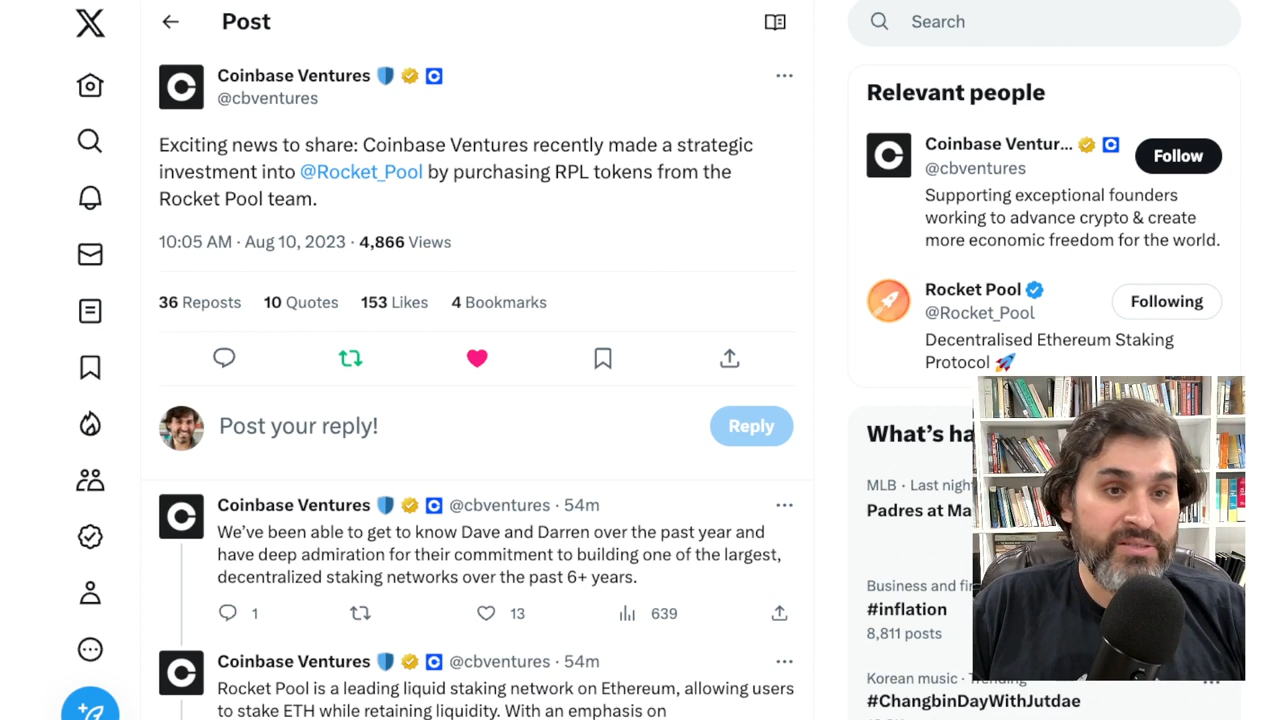 Post
Search
Coinbase Ventures
@cbventures
Exciting news to share: Coinbase Ventures recently made a strategic
investment into @Rocket_Pool by purchasing RPL tokens from the
Rocket Pool team.
10:05 AM · Aug 10, 2023 · 4,866 Views
36 Reposts 10 Quotes 153 Likes 4 Bookmarks
Post your reply!
Reply
Coinbase Ventures @cbventures · 54m
We've been able to get to know Dave and Darren over the past year and
have deep admiration for their commitment to building one of the largest,
decentralized staking networks over the past 6+ years.
1 13 639
Coinbase Ventures @cbventures · 54m
Rocket Pool is a leading liquid staking network on Ethereum, allowing users
to stake ETH while retaining liquidity. With an emphasis on
Relevant people
Coinbase Ventur...
@cbventures
Follow
Supporting exceptional founders
working to advance crypto & create
more economic freedom for the world.
Rocket Pool
@Rocket_Pool
Following
Decentralised Ethereum Staking
Protocol 🚀
What's ha
MLB · Last nigh
Padres at Ma
Business and fi
#inflation
8,811 posts
Korean music · Trending
#ChangbinDayWithJutdae